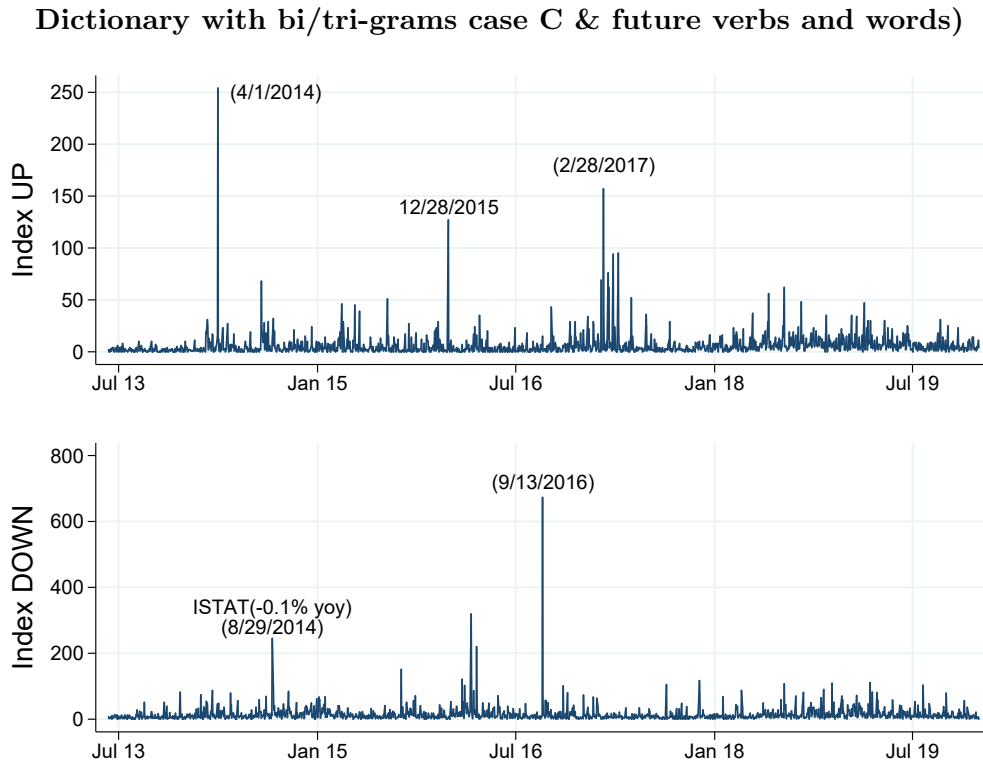 Dictionary with bi/tri-grams case C & future verbs and words)
Index UP
250
200
150
100
50
0
(4/1/2014)
12/28/2015
(2/28/2017)
Jul 13 Jan 15 Jul 16 Jan 18 Jul 19
Index DOWN
800
600
400
200
0
ISTAT(-0.1% yoy)
(8/29/2014)
(9/13/2016)
Jul 13 Jan 15 Jul 16 Jan 18 Jul 19